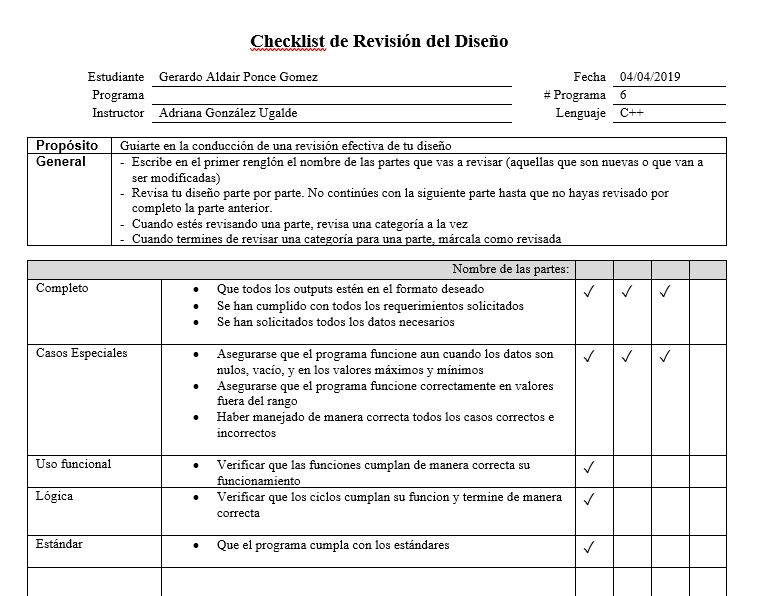 Checklist de Revisión del Diseño
Estudiante Gerardo Aldair Ponce Gomez Fecha 04/04/2019
Programa # Programa 6
Instructor Adriana González Ugalde Lenguaje C++
Propósito Guiarte en la conducción de una revisión efectiva de tu diseño
General - Escribe en el primer renglón el nombre de las partes que vas a revisar (aquellas que son nuevas o que van a
ser modificadas)
- Revisa tu diseño parte por parte. No continúes con la siguiente parte hasta que no hayas revisado por
completo la parte anterior.
- Cuando estés revisando una parte, revisa una categoría a la vez
- Cuando termines de revisar una categoría para una parte, márcala como revisada
Nombre de las partes:
Completo • Que todos los outputs estén en el formato deseado ✓ ✓ ✓
• Se han cumplido con todos los requerimientos solicitados
• Se han solicitados todos los datos necesarios
Casos Especiales • Asegurarse que el programa funcione aun cuando los datos son ✓ ✓ ✓
nulos, vacío, y en los valores máximos y mínimos
• Asegurarse que el programa funcione correctamente en valores
fuera del rango
• Haber manejado de manera correcta todos los casos correctos e
incorrectos
Uso funcional • Verificar que las funciones cumplan de manera correcta su ✓
funcionamiento
Lógica • Verificar que los ciclos cumplan su funcion y termine de manera ✓
correcta
Estándar • Que el programa cumpla con los estándares ✓